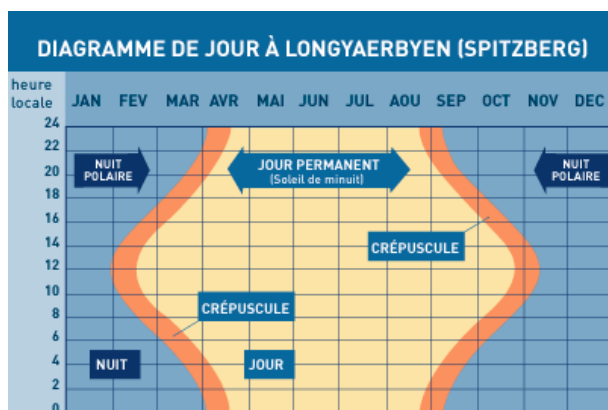 DIAGRAMME DE JOUR À LONGYAERBYEN (SPITZBERG)
heure
locale
JAN FEV MAR AVR MAI JUN JUL AOU SEP OCT NOV DEC
24
22
20
18
16
14
12
10
8
6
4
2
0
NUIT
POLAIRE
JOUR PERMANENT
(Soleil de minuit)
NUIT
POLAIRE
CRÉPUSCULE
CRÉPUSCULE
NUIT
JOUR